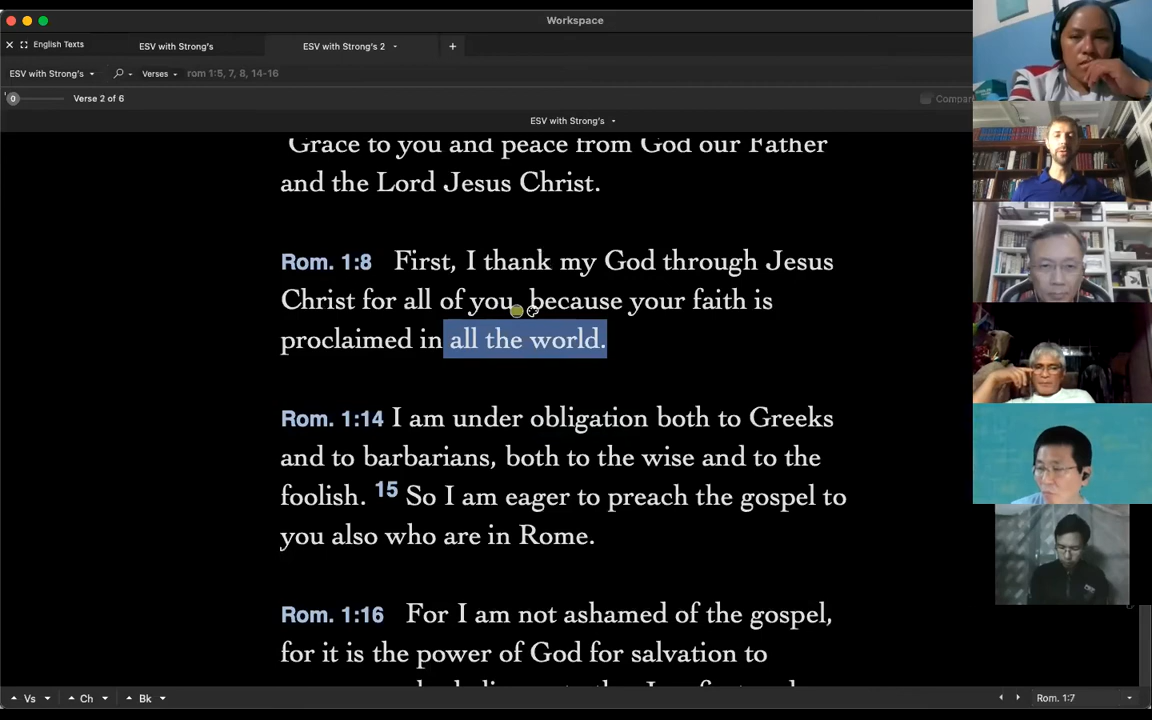 Workspace
English Texts
ESV with Strong's
ESV with Strong's 2
+
ESV with Strong's
Verses
rom 1:5, 7, 8, 14-16
0
Verse 2 of 6
Compar
ESV with Strong's
Grace to you and peace from God our Father
and the Lord Jesus Christ.
Rom. 1:8 First, I thank my God through Jesus
Christ for all of you, because your faith is
proclaimed in all the world.
Rom. 1:14 I am under obligation both to Greeks
and to barbarians, both to the wise and to the
foolish. 15 So I am eager to preach the gospel to
you also who are in Rome.
Rom. 1:16 For I am not ashamed of the gospel,
for it is the power of God for salvation to
Vs
Ch
Bk
Rom. 1:7